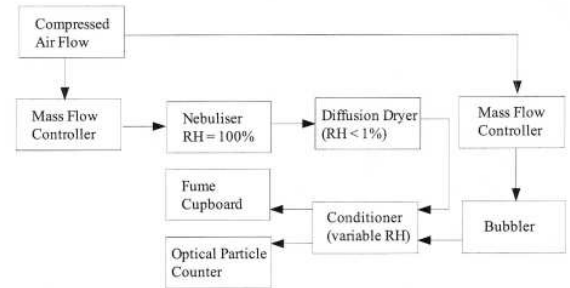 Compressed
Air Flow
Mass Flow
Controller
Nebuliser
RH = 100%
Diffusion Dryer
(RH < 1%)
Mass Flow
Controller
Fume
Cupboard
Conditioner
(variable RH)
Bubbler
Optical Particle
Counter